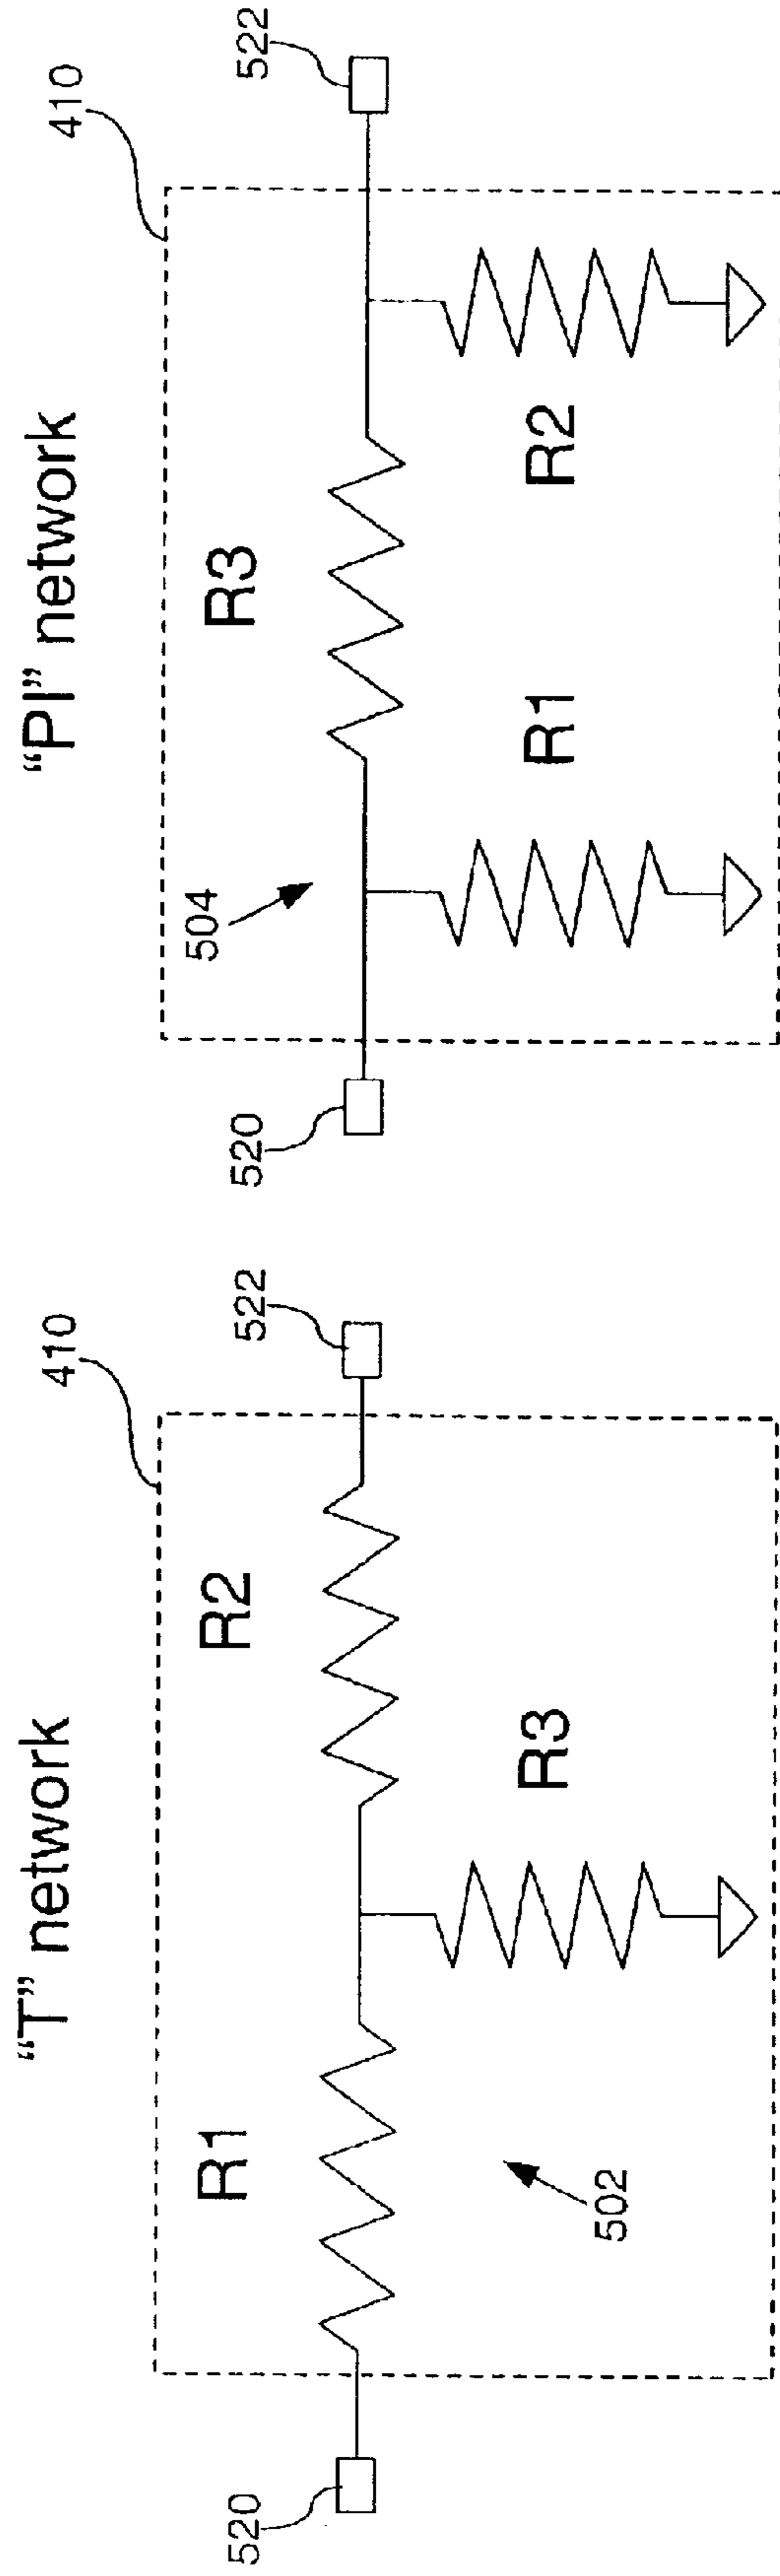 “T” network
410
R1
R2
520
522
R3
502
“PI” network
410
504
R3
520
522
R1
R2